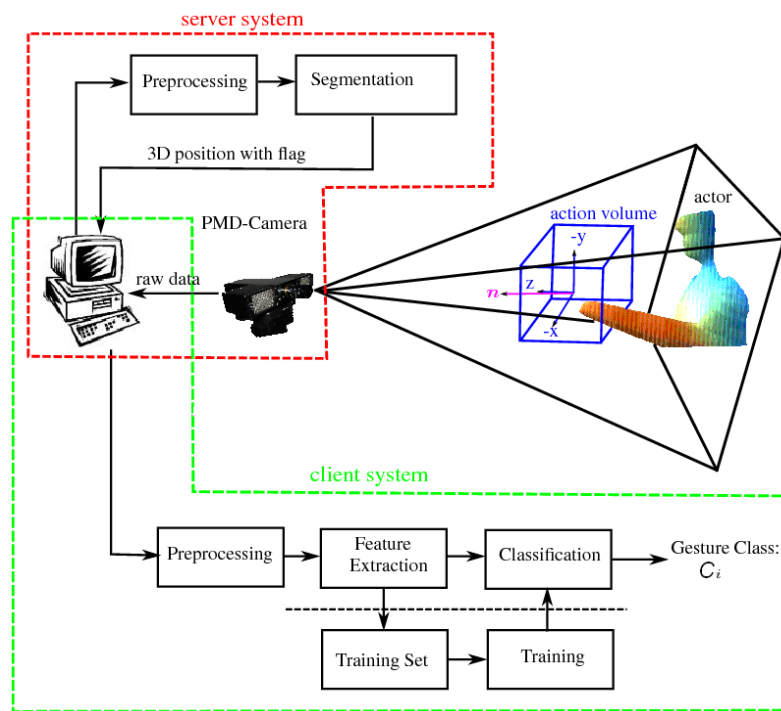 server system
Preprocessing
Segmentation
3D position with flag
PMD-Camera
raw data
action volume
actor
-y
z
n
-x
client system
Preprocessing
Feature
Extraction
Classification
Gesture Class:
C_i
Training Set
Training